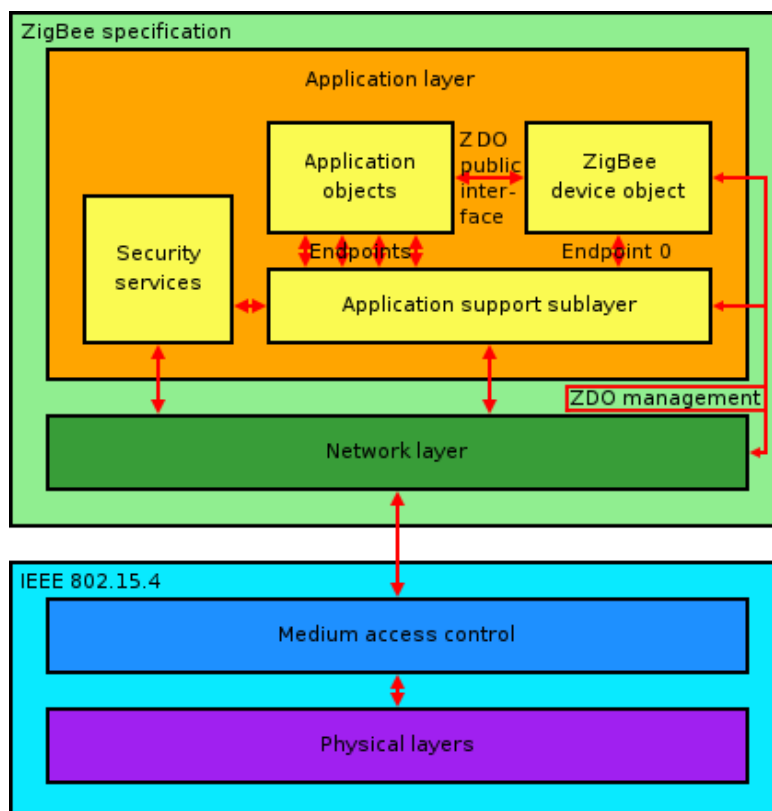 ZigBee specification
Application layer
Application
objects
ZDO
public
inter-
face
ZigBee
device object
Security
services
Endpoints
Endpoint 0
Application support sublayer
ZDO management
Network layer
IEEE 802.15.4
Medium access control
Physical layers